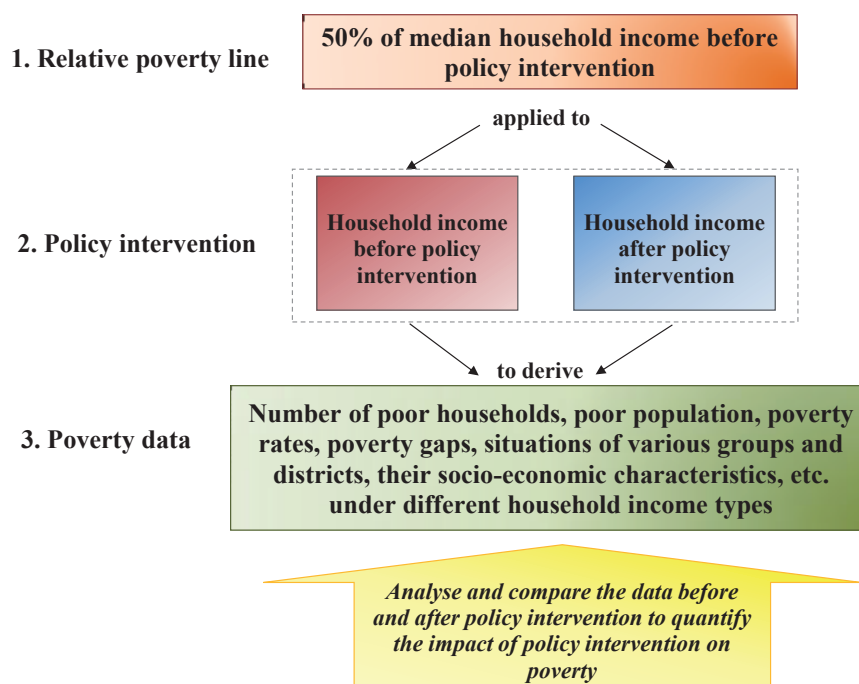 1. Relative poverty line
50% of median household income before
policy intervention
applied to
2. Policy intervention
Household income
before policy
intervention
Household income
after policy
intervention
to derive
3. Poverty data
Number of poor households, poor population, poverty
rates, poverty gaps, situations of various groups and
districts, their socio-economic characteristics, etc.
under different household income types
Analyse and compare the data before
and after policy intervention to quantify
the impact of policy intervention on
poverty